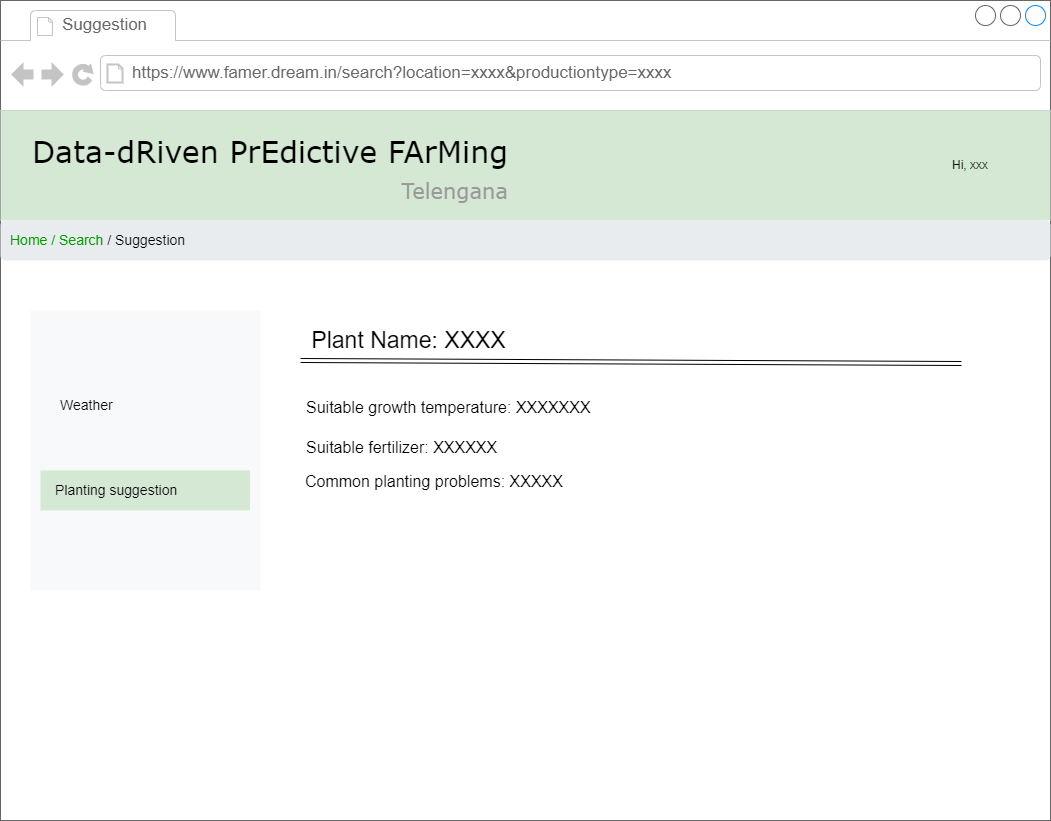 Suggestion
https://www.famer.dream.in/search?location=xxxx&productiontype=xxxx
Data-dRiven PrEdictive FArMing
Hi, xxx
Telengana
Home / Search / Suggestion
Plant Name: XXXX
Weather
Suitable growth temperature: XXXXXXX
Suitable fertilizer: XXXXXX
Common planting problems: XXXXX
Planting suggestion